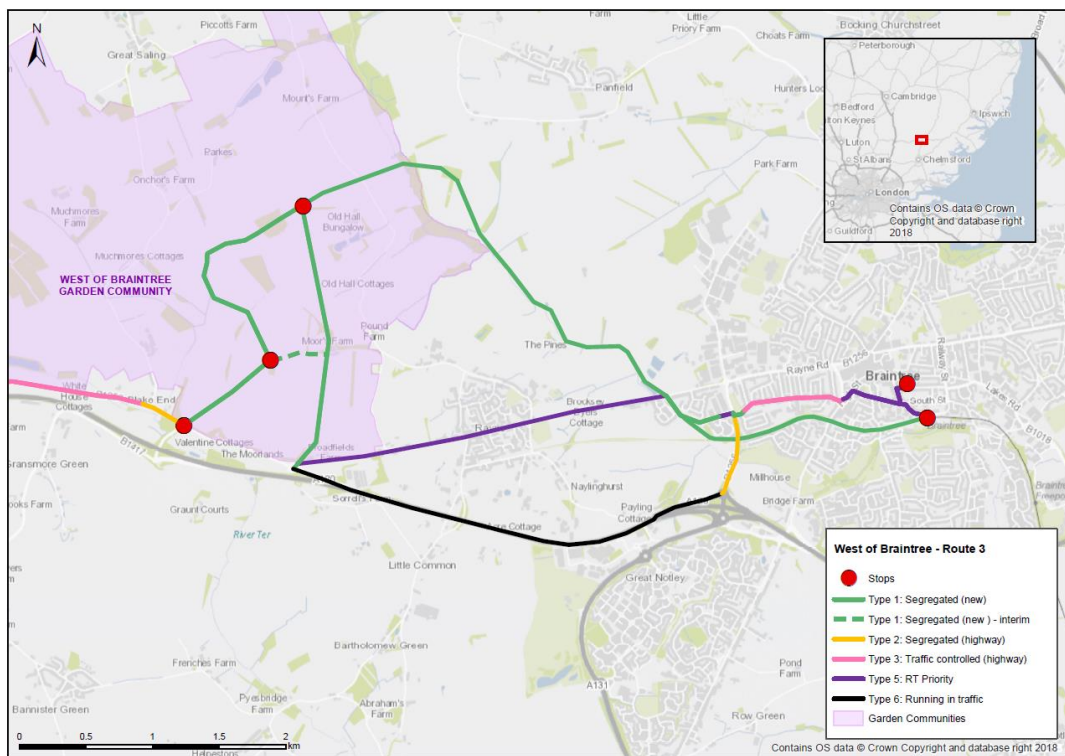 N
Piccotts Farm
Great Saling
Farm
Little
Priory Farm
Choats Farm
Bocking Churchstreet
Mount's Farm
Panfield
Hunters Lo
Parkes
Onchor's Farm
Park Farm
Muchmores
Farm
Old Hall
Bungalow
Muchmores Cottages
WEST OF BRAINTREE
GARDEN COMMUNITY
Old Hall Cottages
Pound
Farm
Moor's Farm
The Pines
Rayne Rd
B1256
Railway St
White
House
Cottages
Blake End
Braintree
South St
Braintree
B1018
Valentine Cottages
The Moorlands
B1417
Gransmore Green
Graunt Courts
River Ter
Naylinghurst
Millhouse
Bridge Farm
Payling
Cottage
Little Common
Great Notley
Bartholomew Green
Frenches Farm
Pyesbridge
Farm
Abraham's
Farm
Bannister Green
A131
Pond
Farm
Row Green
Peterborough
Bedford
Cambridge
Ipswich
Luton
St Albans
Chelmsford
London
Guildford
Contains OS data © Crown
Copyright and database right
2018
West of Braintree - Route 3
Stops
Type 1: Segregated (new)
Type 1: Segregated (new ) - interim
Type 2: Segregated (highway)
Type 3: Traffic controlled (highway)
Type 5: RT Priority
Type 6: Running in traffic
Garden Communities
0 0.5 1 1.5 2
km
Contains OS data © Crown Copyright and database right 2018